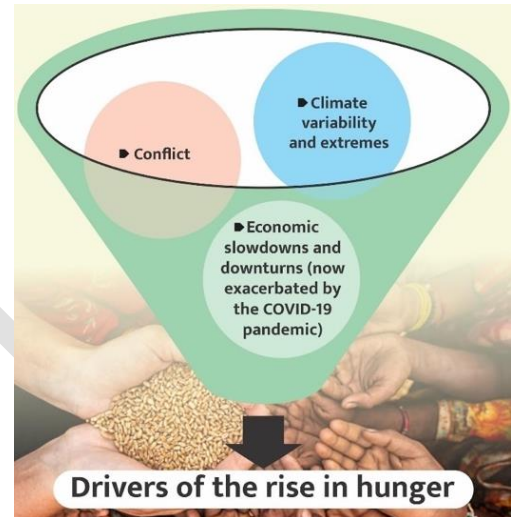 Climate
variability
and extremes
Conflict
Economic
slowdowns and
downturns (now
exacerbated by
the COVID-19
pandemic)
Drivers of the rise in hunger